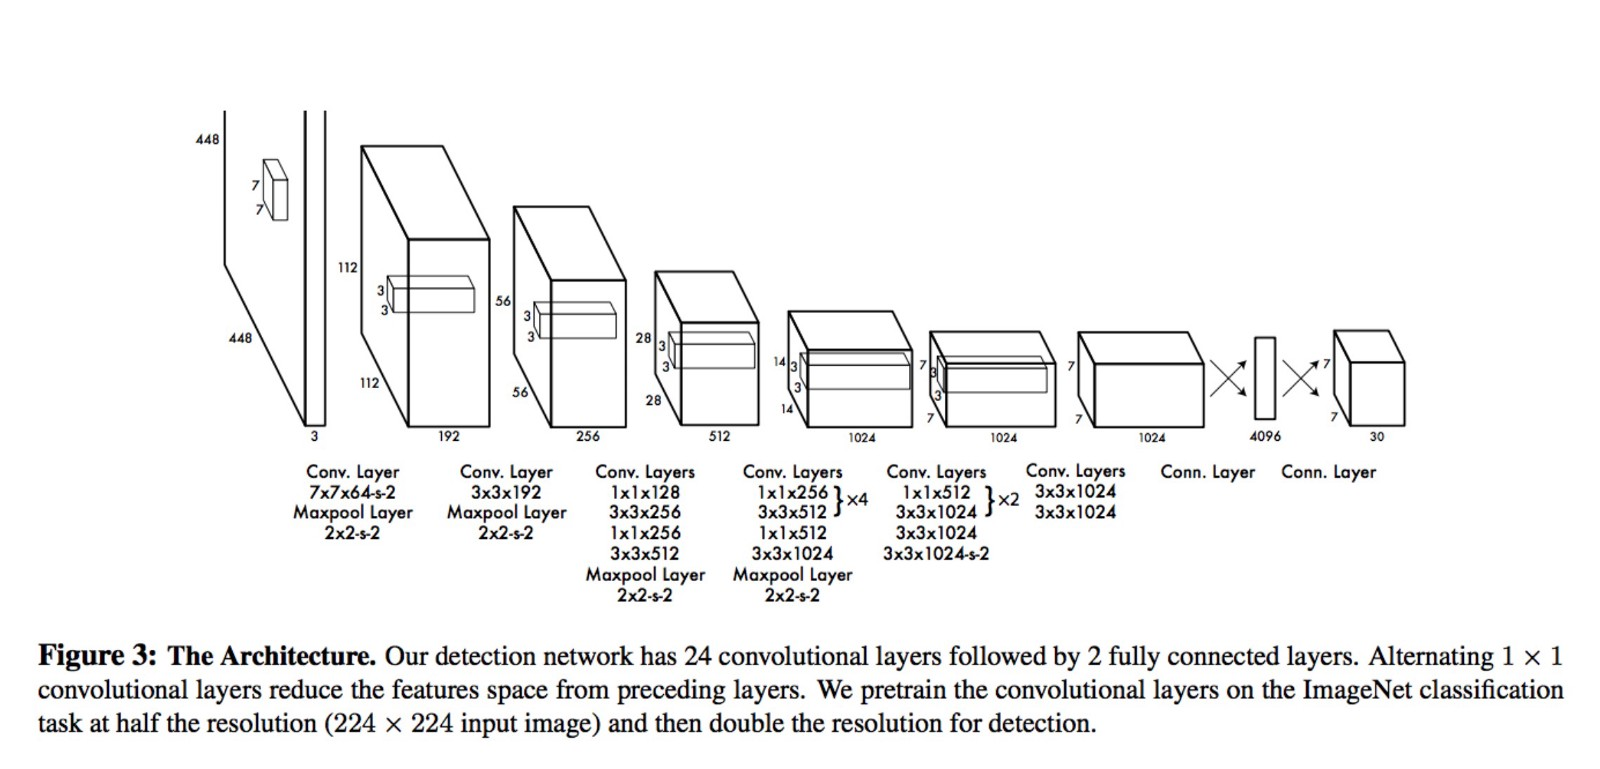 448
7
7
448
3
112
3
3
112
192
56
3
3
56
256
28
3
3
28
512
14
3
3
14
1024
7
3
3
7
1024
7
7
1024
4096
7
7
30
Conv. Layer
7x7x64-s-2
Maxpool Layer
2x2-s-2
Conv. Layer
3x3x192
Maxpool Layer
2x2-s-2
Conv. Layers
1x1x128
3x3x256
1x1x256
3x3x512
Maxpool Layer
2x2-s-2
Conv. Layers
1x1x256
3x3x512
}×4
1x1x512
3x3x1024
Maxpool Layer
2x2-s-2
Conv. Layers
1x1x512
3x3x1024
}×2
3x3x1024
3x3x1024-s-2
Conv. Layers
3x3x1024
3x3x1024
Conn. Layer
Conn. Layer
Figure 3: The Architecture. Our detection network has 24 convolutional layers followed by 2 fully connected layers. Alternating 1 × 1
convolutional layers reduce the features space from preceding layers. We pretrain the convolutional layers on the ImageNet classification
task at half the resolution (224 × 224 input image) and then double the resolution for detection.